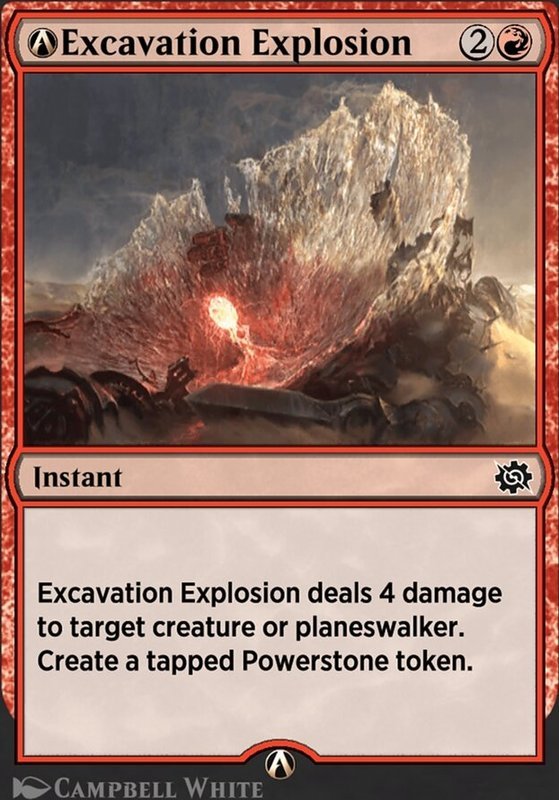 Excavation Explosion 2
Instant
Excavation Explosion deals 4 damage
to target creature or planeswalker.
Create a tapped Powerstone token.
CAMPBELL WHITE